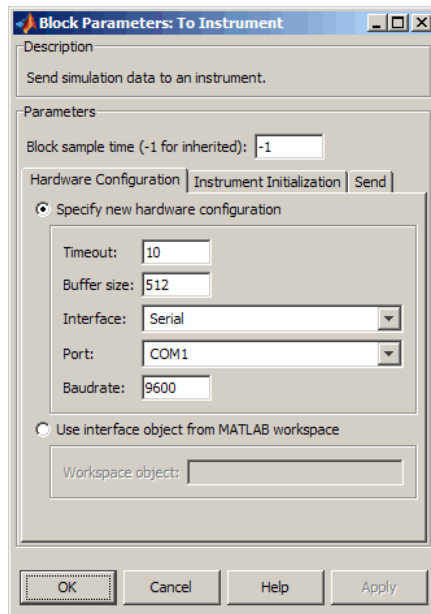 Block Parameters: To Instrument
Description
Send simulation data to an instrument.
Parameters
Block sample time (-1 for inherited): -1
Hardware Configuration Instrument Initialization Send
Specify new hardware configuration
Timeout: 10
Buffer size: 512
Interface: Serial
Port: COM1
Baudrate: 9600
Use interface object from MATLAB workspace
Workspace object:
OK Cancel Help Apply